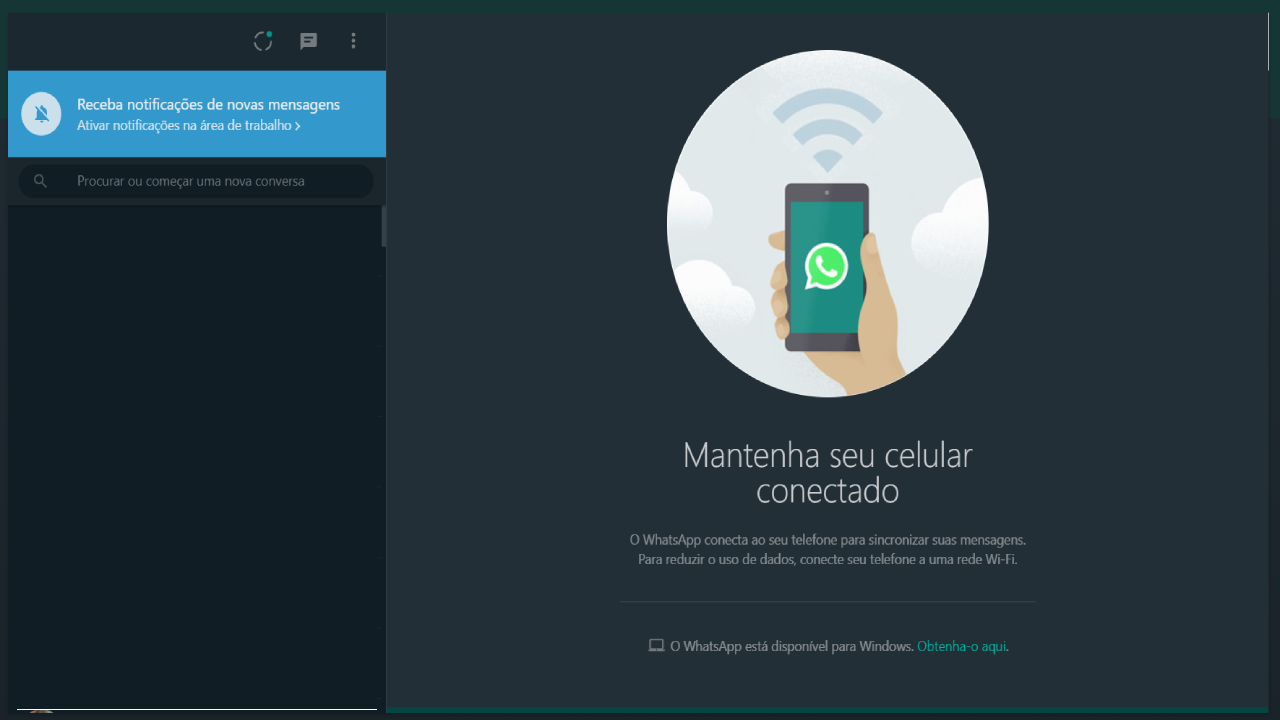 Receba notificações de novas mensagens
Ativar notificações na área de trabalho >
Procurar ou começar uma nova conversa
Mantenha seu celular
conectado
O WhatsApp conecta ao seu telefone para sincronizar suas mensagens.
Para reduzir o uso de dados, conecte seu telefone a uma rede Wi-Fi.
O WhatsApp está disponível para Windows. Obtenha-o aqui.